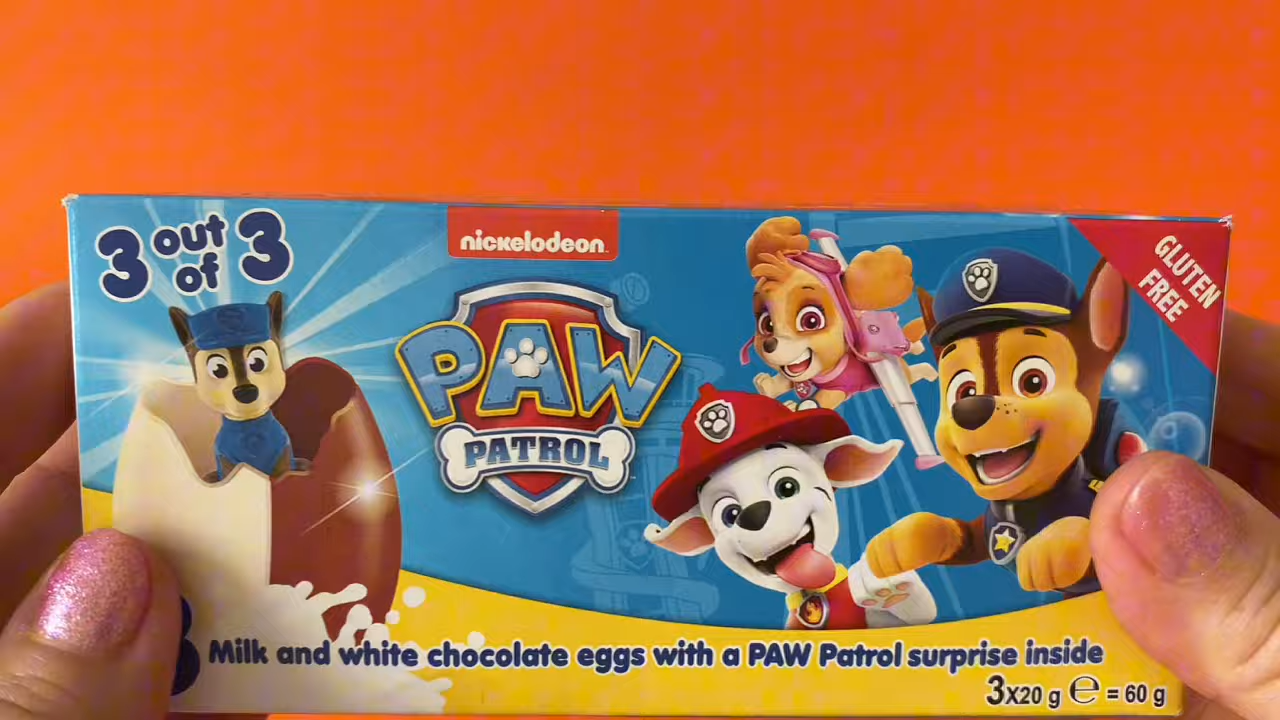 3 out of 3
nickelodeon
PAW
PATROL
GLUTEN
FREE
Milk and white chocolate eggs with a PAW Patrol surprise inside
3x20 g ℮ = 60 g